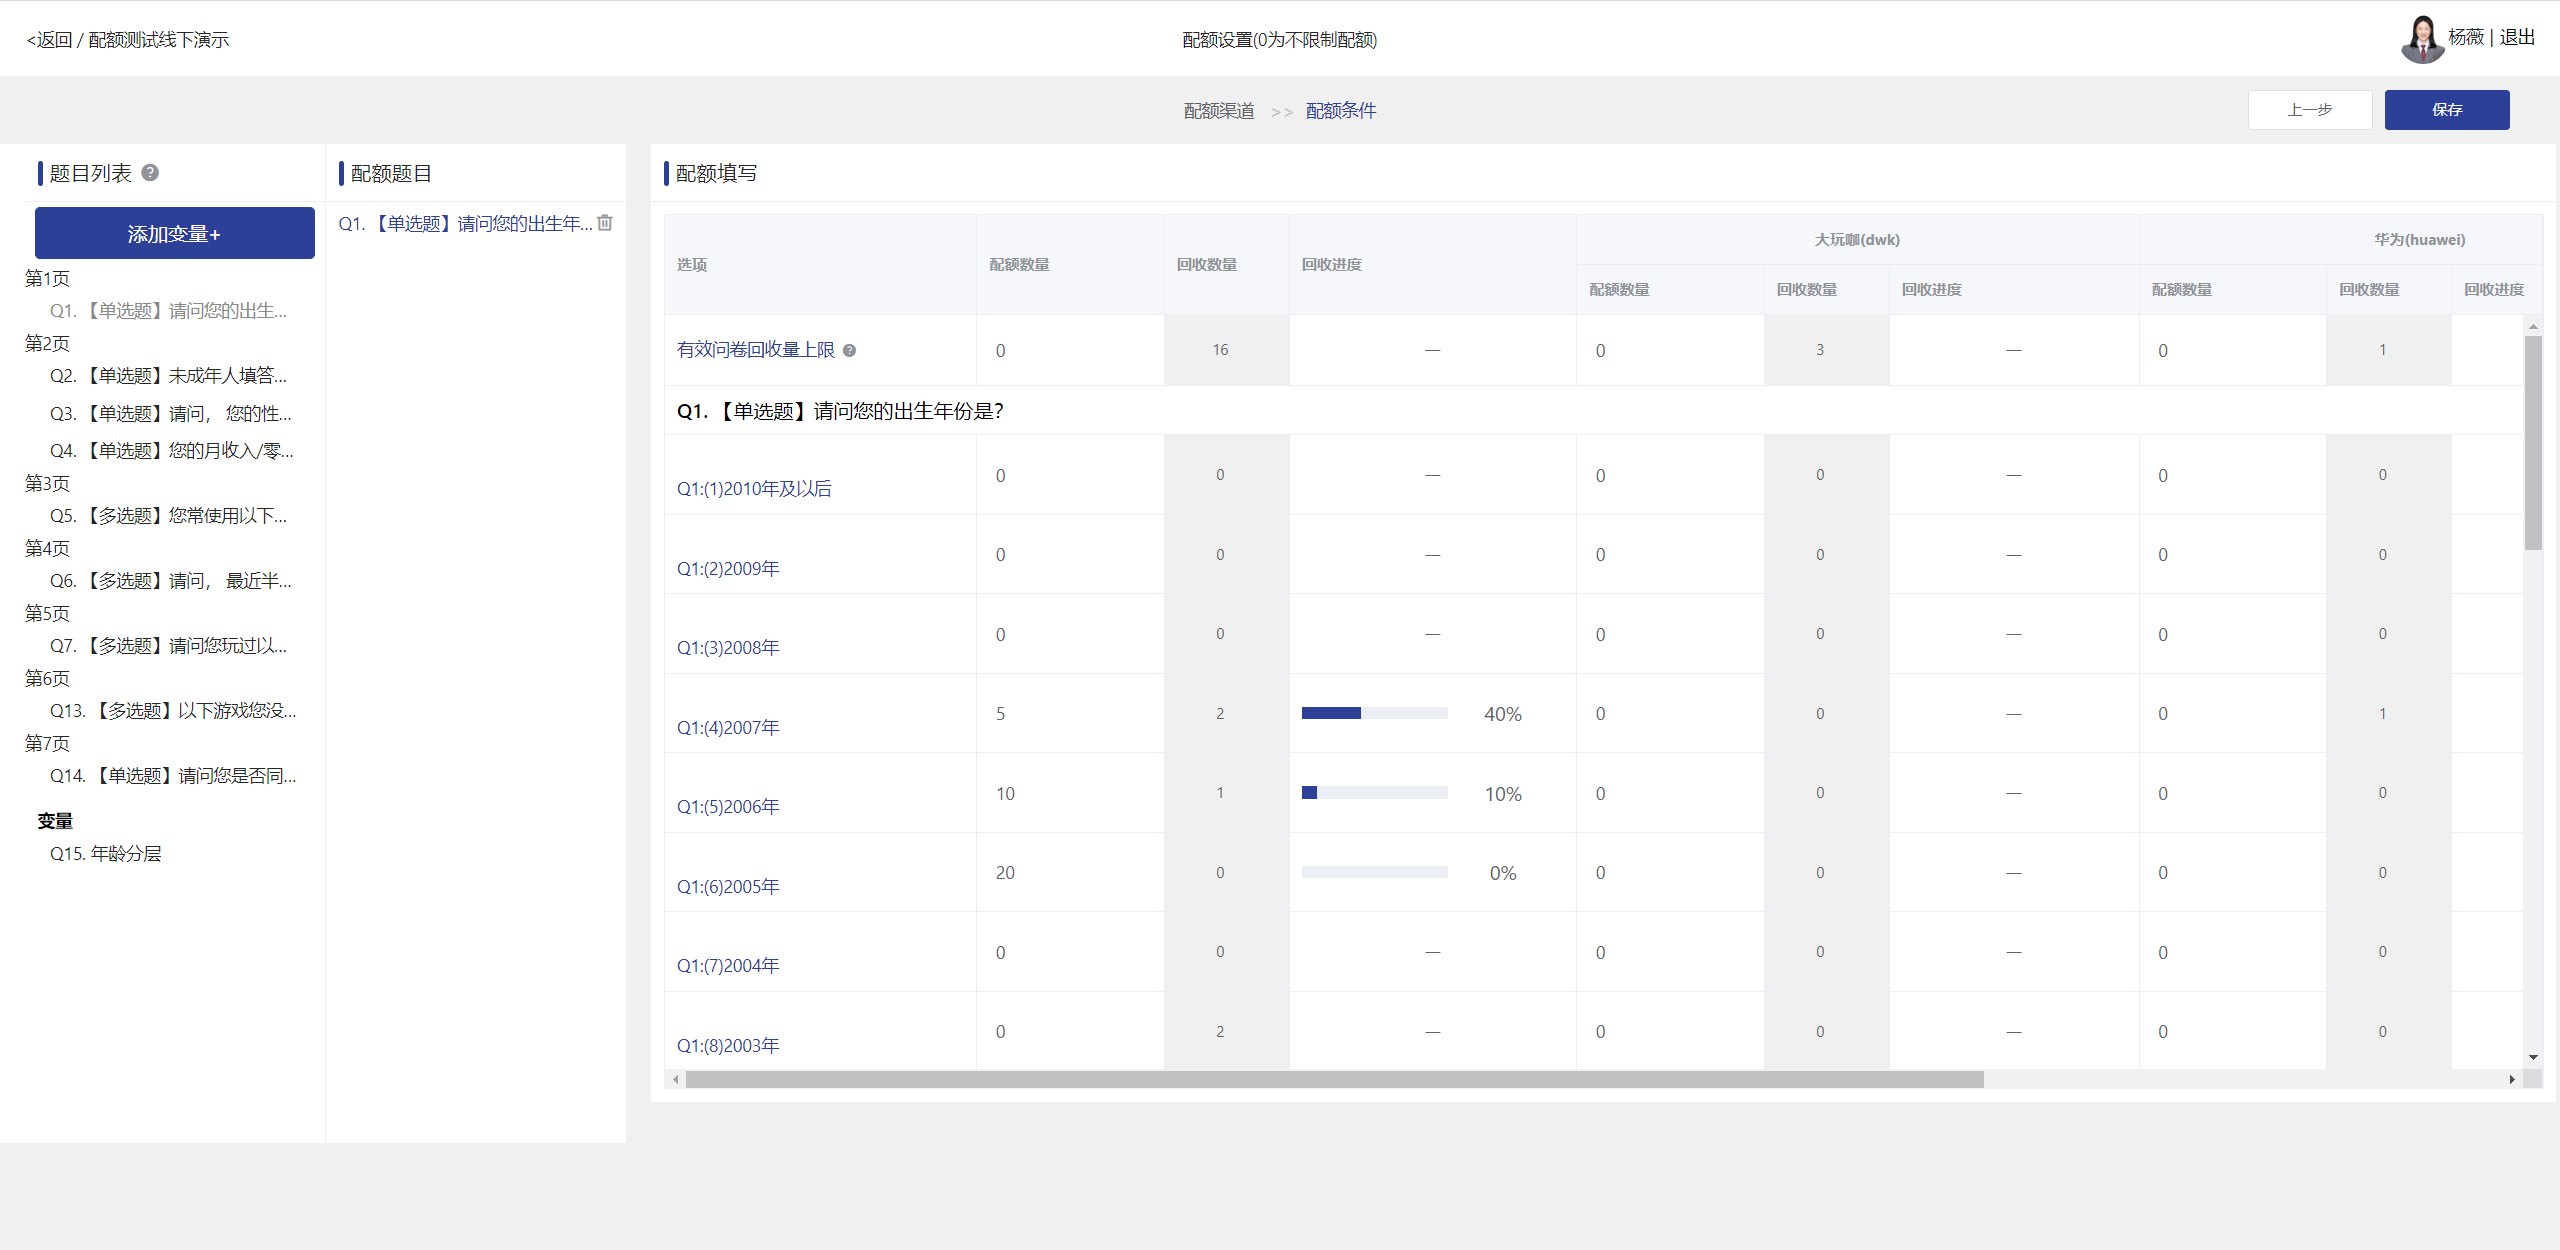 <返回 / 配额测试线下演示
配额设置(0为不限制配额)
杨薇 | 退出
配额渠道 >> 配额条件
上一步
保存
题目列表
添加变量+
第1页
Q1. 【单选题】请问您的出生...
第2页
Q2. 【单选题】未成年人填答...
Q3. 【单选题】请问， 您的性...
Q4. 【单选题】您的月收入/零...
第3页
Q5. 【多选题】您常使用以下...
第4页
Q6. 【多选题】请问， 最近半...
第5页
Q7. 【多选题】请问您玩过以...
第6页
Q13. 【多选题】以下游戏您没...
第7页
Q14. 【单选题】请问您是否同...
变量
Q15. 年龄分层
配额题目
Q1. 【单选题】请问您的出生年...
配额填写
大玩咖(dwk) 华为(huawei)
选项 配额数量 回收数量 回收进度
配额数量 回收数量 回收进度 配额数量 回收数量 回收进度
有效问卷回收量上限 0 16 — 0 3 — 0 1
Q1. 【单选题】请问您的出生年份是?
Q1:(1)2010年及以后 0 0 — 0 0 — 0 0
Q1:(2)2009年 0 0 — 0 0 — 0 0
Q1:(3)2008年 0 0 — 0 0 — 0 0
Q1:(4)2007年 5 2 40% 0 0 — 0 1
Q1:(5)2006年 10 1 10% 0 0 — 0 0
Q1:(6)2005年 20 0 0% 0 0 — 0 0
Q1:(7)2004年 0 0 — 0 0 — 0 0
Q1:(8)2003年 0 2 — 0 0 — 0 0